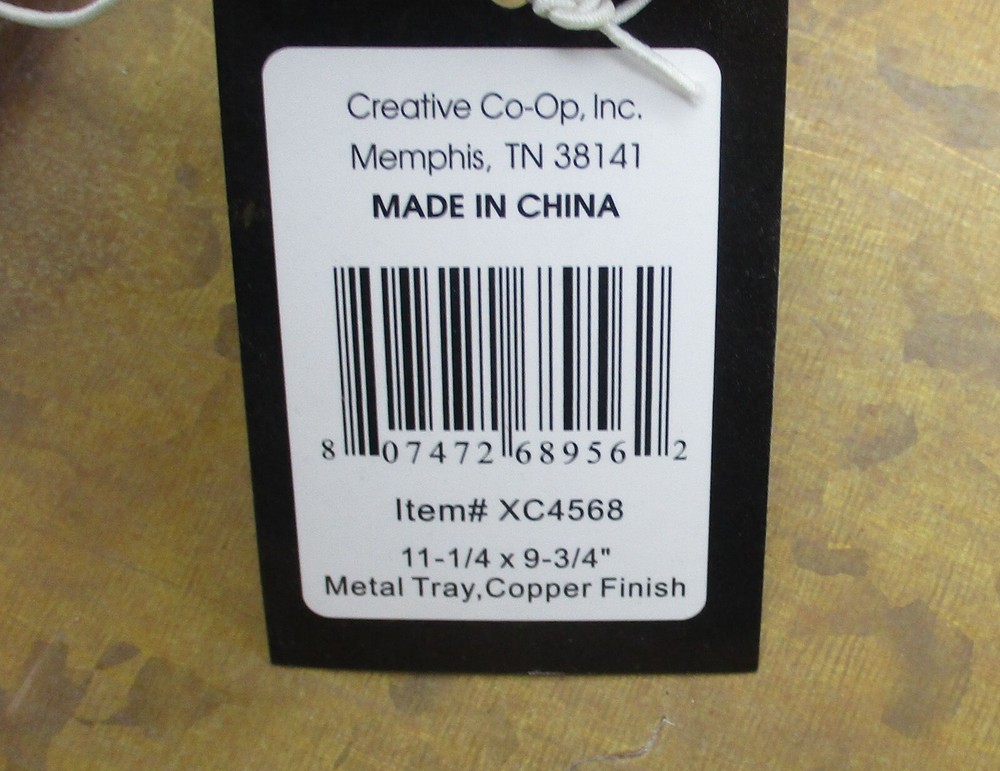 Creative Co-Op, Inc.
Memphis, TN 38141
MADE IN CHINA
8 07472 68956 2
Item# XC4568
11-1/4 x 9-3/4"
Metal Tray,Copper Finish